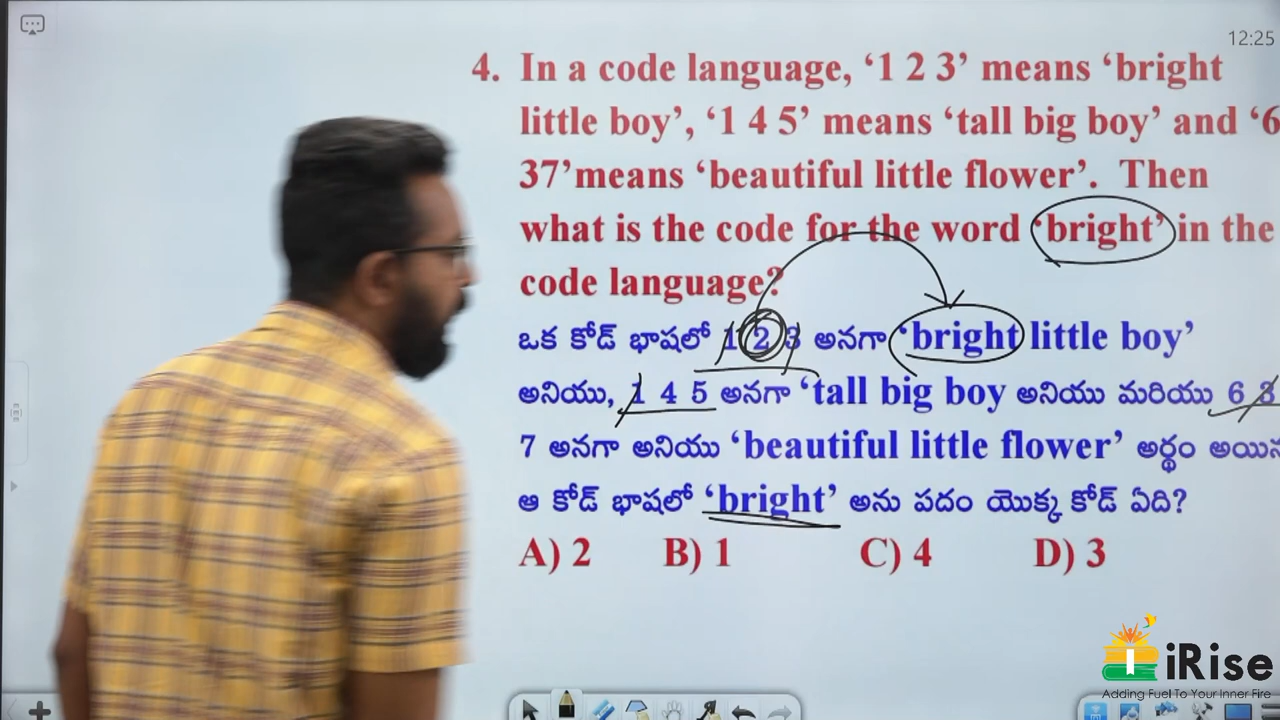 12:25
4. In a code language, ‘1 2 3’ means ‘bright
little boy’, ‘1 4 5’ means ‘tall big boy’ and ‘6
37’means ‘beautiful little flower’. Then
what is the code for the word ‘bright’ in the
code language?
ఒక కోడ్ భాషలో 1 2 3 అనగా ‘bright little boy’
అనియు, 1 4 5 అనగా ‘tall big boy అనియు మరియు 6 3
7 అనగా అనియు ‘beautiful little flower’ అర్థం అయిన
ఆ కోడ్ భాషలో ‘bright’ అను పదం యొక్క కోడ్ ఏది?
A) 2 B) 1 C) 4 D) 3
iRise
Adding Fuel To Your Inner Fire